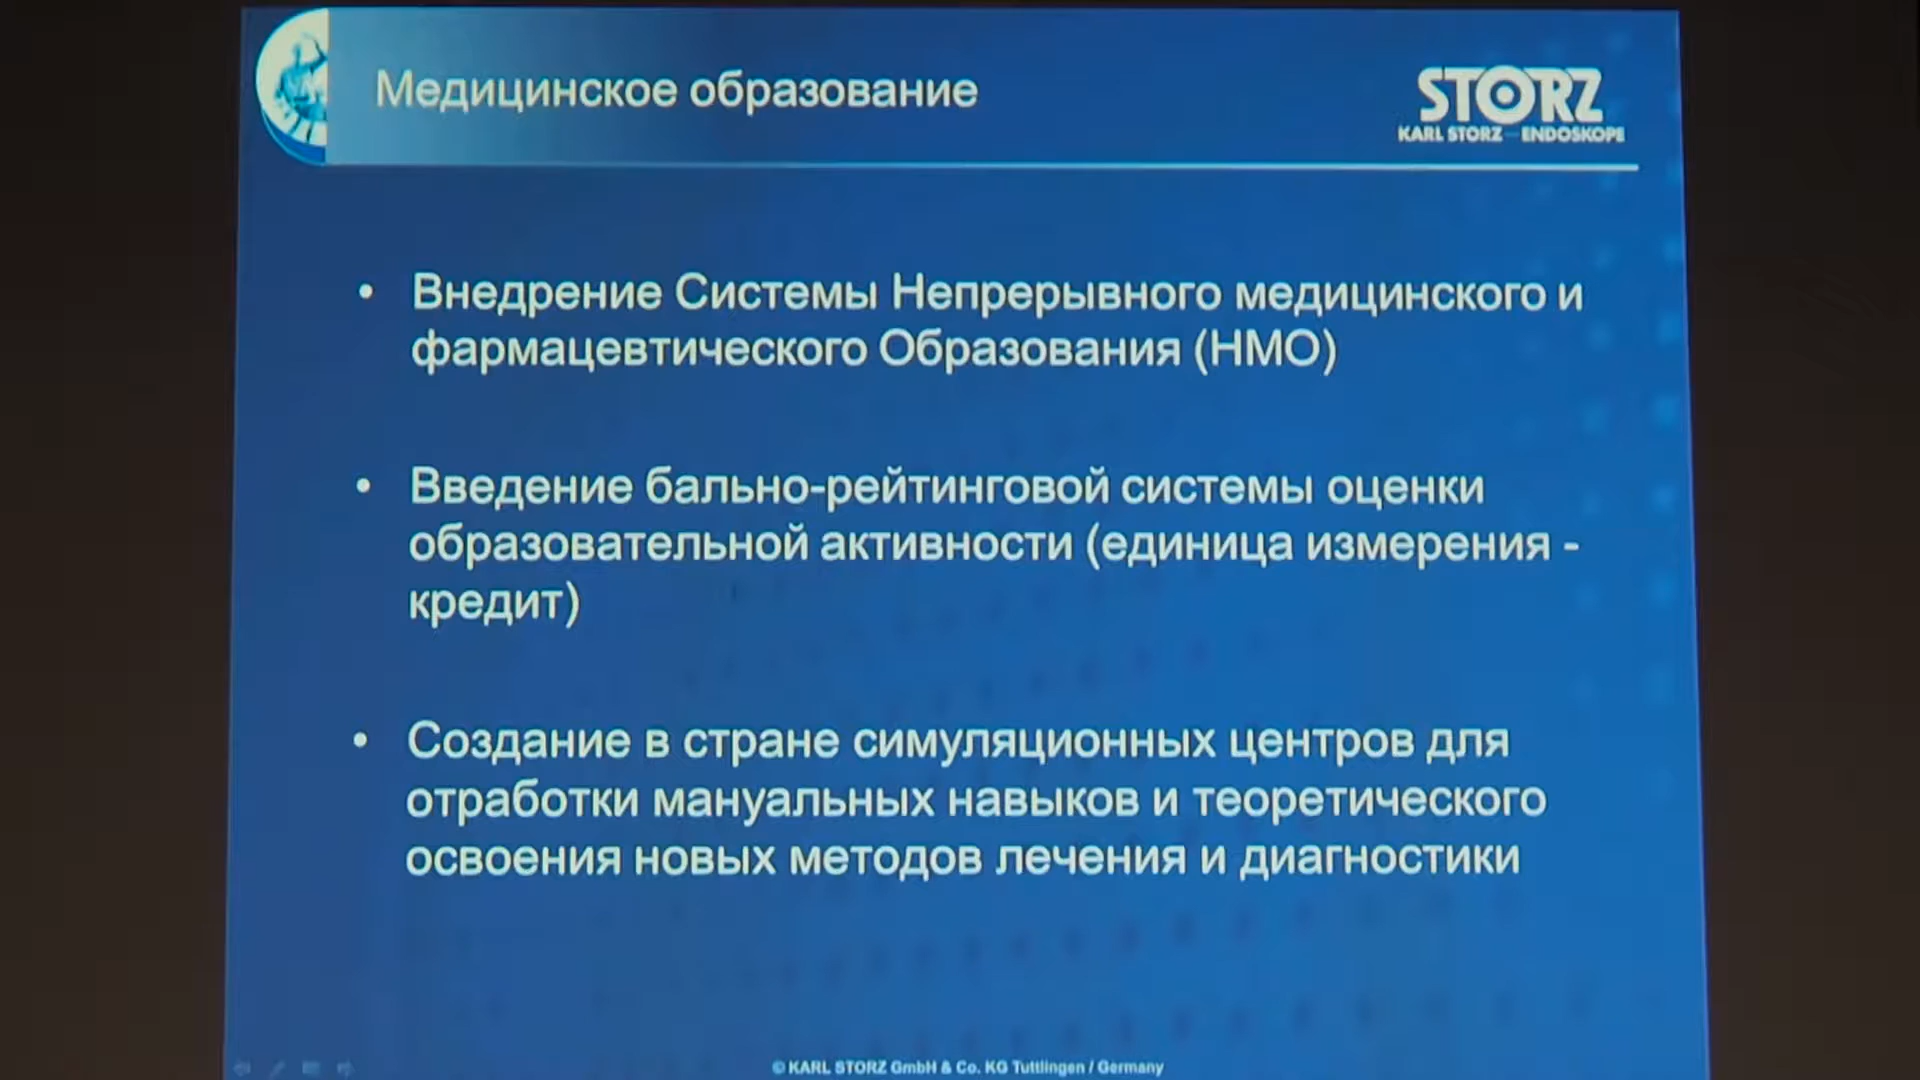 Медицинское образование
STORZ
KARL STORZ – ENDOSKOPE
• Внедрение Системы Непрерывного медицинского и
фармацевтического Образования (НМО)
• Введение бально-рейтинговой системы оценки
образовательной активности (единица измерения -
кредит)
• Создание в стране симуляционных центров для
отработки мануальных навыков и теоретического
освоения новых методов лечения и диагностики
© KARL STORZ GmbH & Co. KG Tuttlingen / Germany